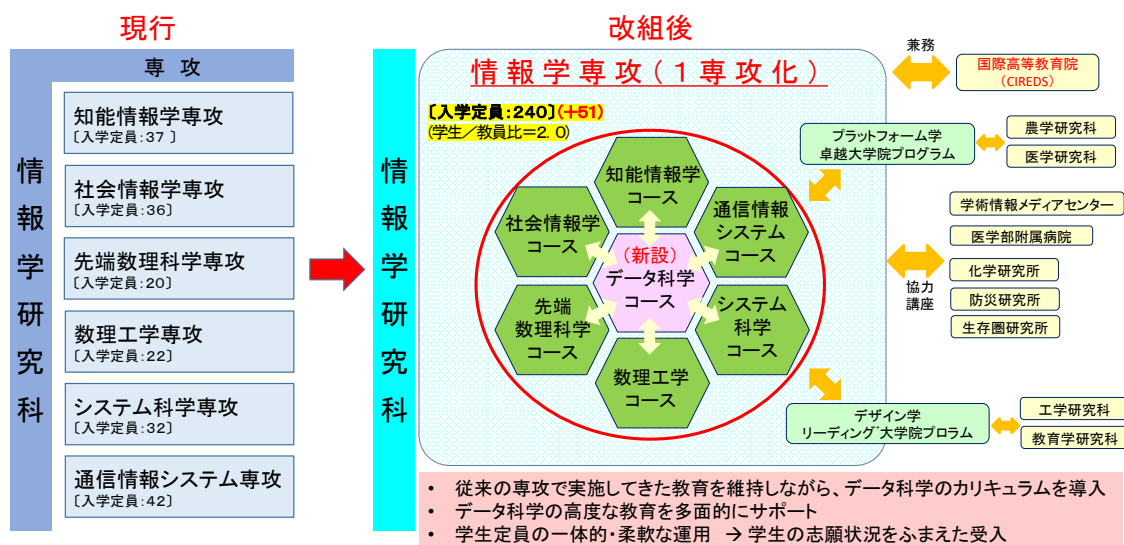 現行
専 攻
情報学研究科
知能情報学専攻
〔入学定員:37 〕
社会情報学専攻
〔入学定員:36〕
先端数理科学専攻
〔入学定員:20〕
数理工学専攻
〔入学定員:22〕
システム科学専攻
〔入学定員:32〕
通信情報システム専攻
〔入学定員:42〕
改組後
情報学研究科
情報学専攻(1専攻化)
〔入学定員:240〕(+51)
(学生/教員比=2.0)
知能情報学
コース
社会情報学
コース
通信情報
システム
コース
(新設)
データ科学
コース
先端
数理科学
コース
システム
科学
コース
数理工学
コース
兼務
国際高等教育院
(CIREDS)
プラットフォーム学
卓越大学院プログラム
農学研究科
医学研究科
学術情報メディアセンター
医学部附属病院
化学研究所
防災研究所
生存圏研究所
協力
講座
デザイン学
リーディング゙大学院プロラム
工学研究科
教育学研究科
• 従来の専攻で実施してきた教育を維持しながら、データ科学のカリキュラムを導入
• データ科学の高度な教育を多面的にサポート
• 学生定員の一体的・柔軟な運用 → 学生の志願状況をふまえた受入